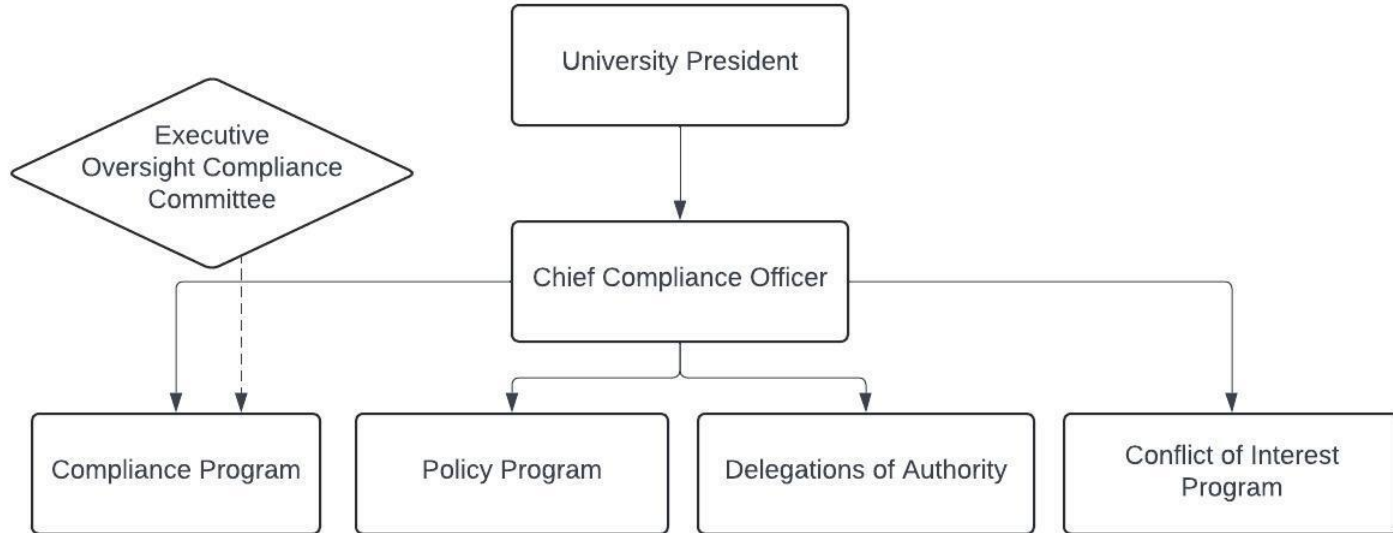 University President
Executive
Oversight Compliance
Committee
Chief Compliance Officer
Compliance Program
Policy Program
Delegations of Authority
Conflict of Interest
Program